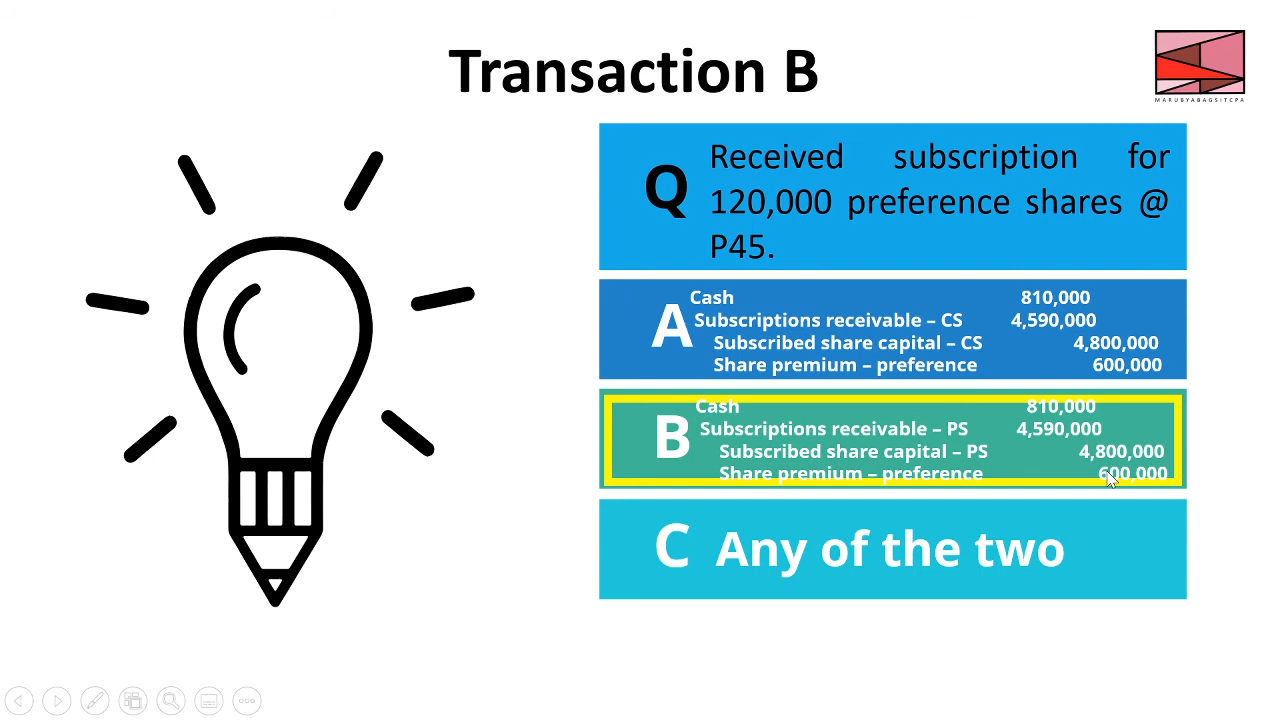 Transaction B
MARUBYABAGSITCPA
Q
Received subscription for
120,000 preference shares @
P45.
A
Cash 810,000
Subscriptions receivable – CS 4,590,000
Subscribed share capital – CS 4,800,000
Share premium – preference 600,000
B
Cash 810,000
Subscriptions receivable – PS 4,590,000
Subscribed share capital – PS 4,800,000
Share premium – preference 600,000
C Any of the two